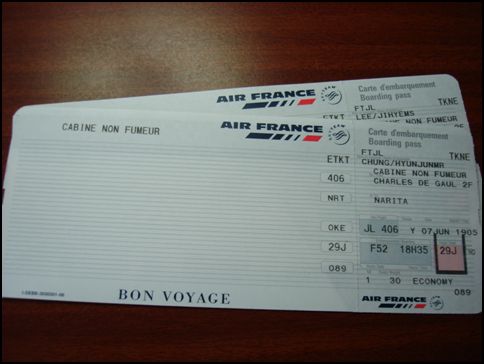 AIR FRANCE
Carte d'embarquement
Boarding pass
FTJL TKNE
ETKT LEE/JIHYEMS
CABINE NON FUMEUR
AIR FRANCE
Carte d'embarquement
Boarding pass
FTJL TKNE
ETKT CHUNG/HYUNJUNMR
406 CABINE NON FUMEUR
CHARLES DE GAUL 2F
NRT NARITA
OKE JL 406 Y 07JUN 1905
29J F52 18H35 29J NO
089 1 30 ECONOMY
089
BON VOYAGE
AIR FRANCE